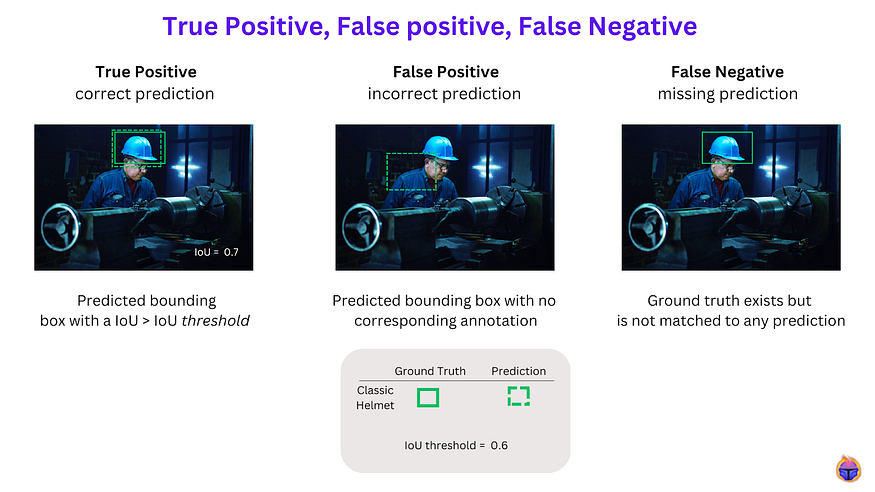 True Positive, False positive, False Negative
True Positive
correct prediction
False Positive
incorrect prediction
False Negative
missing prediction
IoU = 0.7
Predicted bounding
box with a IoU > IoU threshold
Predicted bounding box with no
corresponding annotation
Ground truth exists but
is not matched to any prediction
Ground Truth Prediction
Classic
Helmet
IoU threshold = 0.6